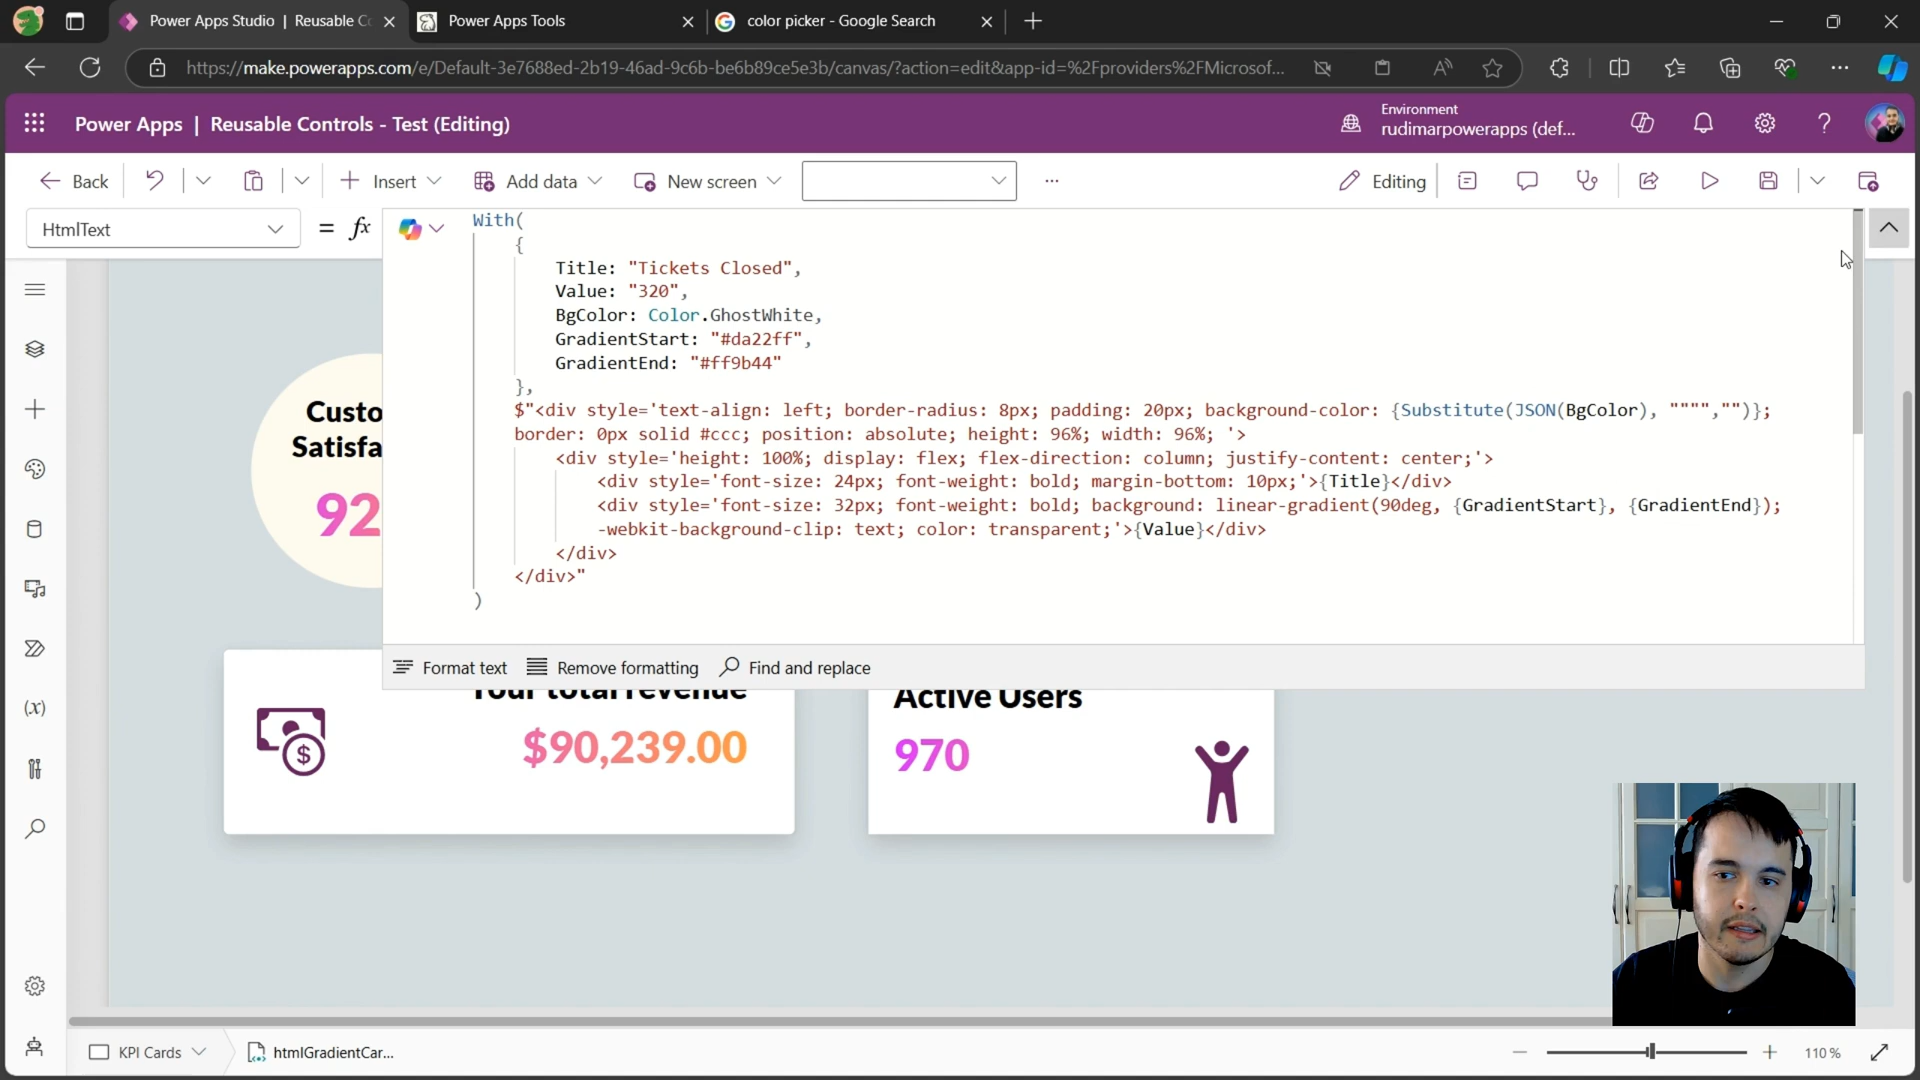 Power Apps Studio | Reusable Co
Power Apps Tools
color picker - Google Search
https://make.powerapps.com/e/Default-3e7688ed-2b19-46ad-9c6b-be6b89ce5e3b/canvas/?action=edit&app-id=%2Fproviders%2FMicrosof...
Power Apps | Reusable Controls - Test (Editing)
Environment
rudimarpowerapps (def...
Back
Insert
Add data
New screen
...
Editing
HtmlText
= fx
With(
{
Title: "Tickets Closed",
Value: "320",
BgColor: Color.GhostWhite,
GradientStart: "#da22ff",
GradientEnd: "#ff9b44"
},
$"<div style='text-align: left; border-radius: 8px; padding: 20px; background-color: {Substitute(JSON(BgColor), """","")};
border: 0px solid #ccc; position: absolute; height: 96%; width: 96%; '>
<div style='height: 100%; display: flex; flex-direction: column; justify-content: center;'>
<div style='font-size: 24px; font-weight: bold; margin-bottom: 10px;'>{Title}</div>
<div style='font-size: 32px; font-weight: bold; background: linear-gradient(90deg, {GradientStart}, {GradientEnd});
-webkit-background-clip: text; color: transparent;'>{Value}</div>
</div>
</div>"
)
Format text
Remove formatting
Find and replace
Custo
Satisfa
92
Your total revenue
$90,239.00
Active Users
970
KPI Cards
htmlGradientCar...
110 %